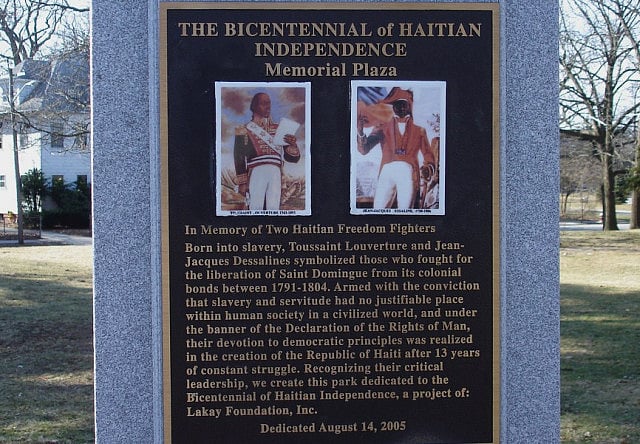 THE BICENTENNIAL of HAITIAN
INDEPENDENCE
Memorial Plaza
In Memory of Two Haitian Freedom Fighters
Born into slavery, Toussaint Louverture and Jean-
Jacques Dessalines symbolized those who fought for
the liberation of Saint Domingue from its colonial
bonds between 1791-1804. Armed with the conviction
that slavery and servitude had no justifiable place
within human society in a civilized world, and under
the banner of the Declaration of the Rights of Man,
their devotion to democratic principles was realized
in the creation of the Republic of Haiti after 13 years
of constant struggle. Recognizing their critical
leadership, we create this park dedicated to the
Bicentennial of Haitian Independence, a project of:
Lakay Foundation, Inc.
Dedicated August 14, 2005